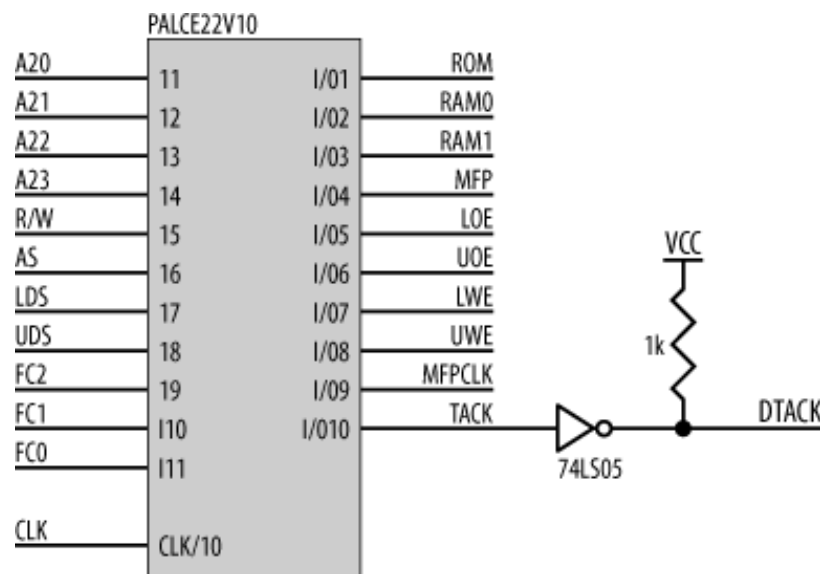 PALCE22V10
A20 11 I/01 ROM
A21 12 I/02 RAM0
A22 13 I/03 RAM1
A23 14 I/04 MFP
R/W 15 I/05 LOE
AS 16 I/06 UOE
LDS 17 I/07 LWE
UDS 18 I/08 UWE
FC2 19 I/09 MFPCLK
FC1 I10 I/010 TACK
FC0 I11
CLK CLK/10
74LS05
VCC
1k
DTACK